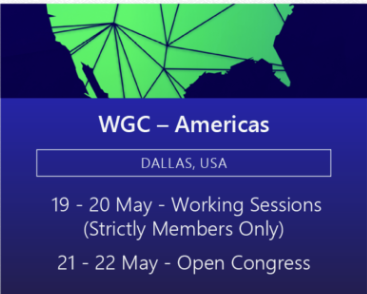 WGC – Americas
DALLAS, USA
19 - 20 May - Working Sessions
(Strictly Members Only)
21 - 22 May - Open Congress